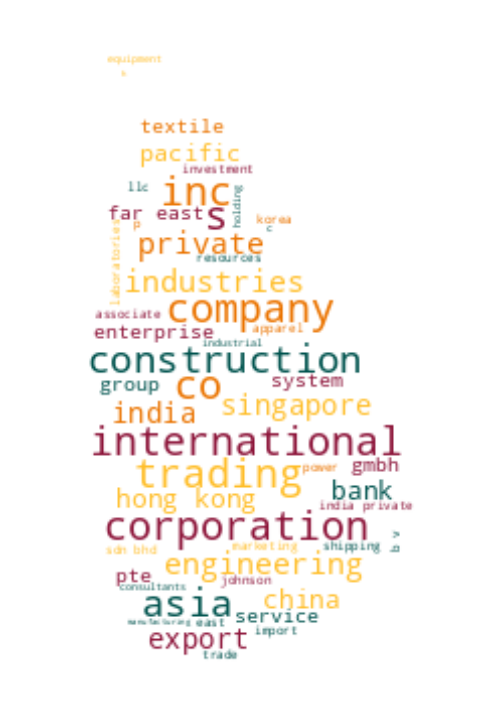 equipment
s
textile
pacific
investment
llc
inc
holding
far east
s
korea
p
c
private
resources
laboratories
industries
associate
company
enterprise
apparel
industrial
construction
group
co
system
india
singapore
international
trading
power
gmbh
hong kong
bank
india private
corporation
v
b
sdn bhd
marketing
shipping
engineering
pte
johnson
consultants
asia
china
manufacturing
east
service
export
import
trade